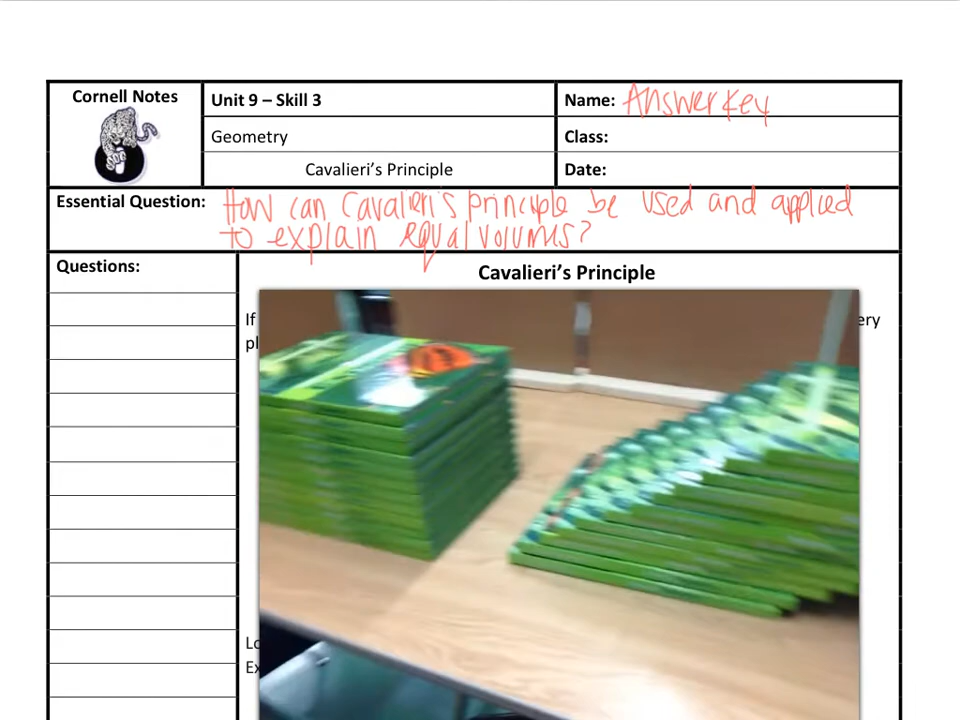 Cornell Notes
Unit 9 – Skill 3
Name: Answer Key
Geometry
Class:
Cavalieri's Principle
Date:
Essential Question: How can Cavalieri's principle be used and applied
to explain equal volumes?
Questions:
Cavalieri's Principle
If
ery
pl
Lo
Ex